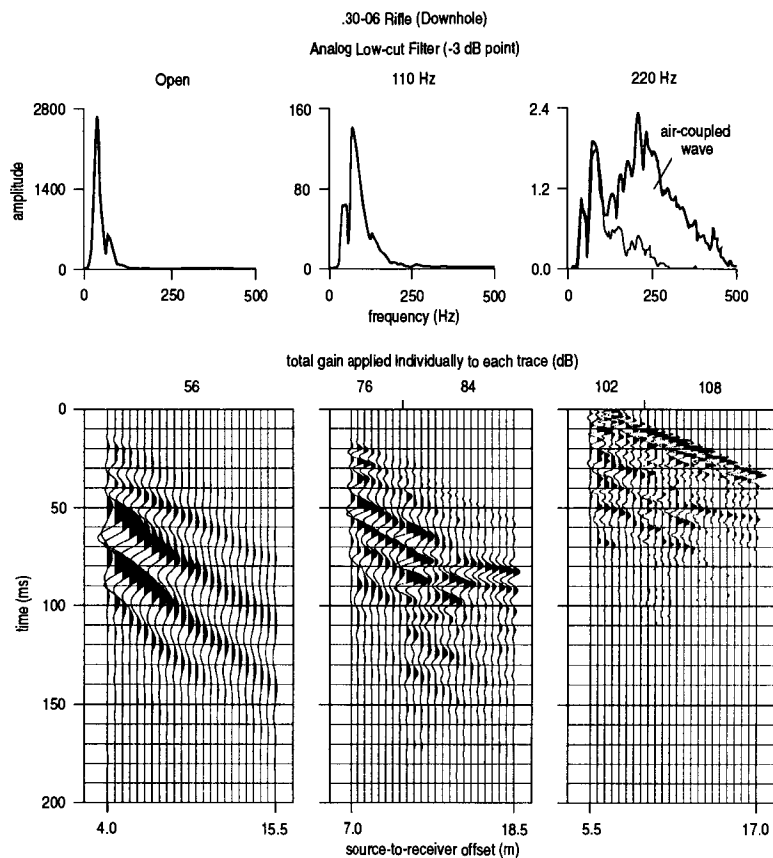 .30-06 Rifle (Downhole)
Analog Low-cut Filter (-3 dB point)
Open 110 Hz 220 Hz
2800 160 2.4
air-coupled
wave
1400 80 1.2
amplitude
0 0 0.0
0 250 500 0 250 500 0 250 500
frequency (Hz)
total gain applied individually to each trace (dB)
56 76 84 102 108
0
50
100
150
200
time (ms)
4.0 15.5 7.0 18.5 5.5 17.0
source-to-receiver offset (m)